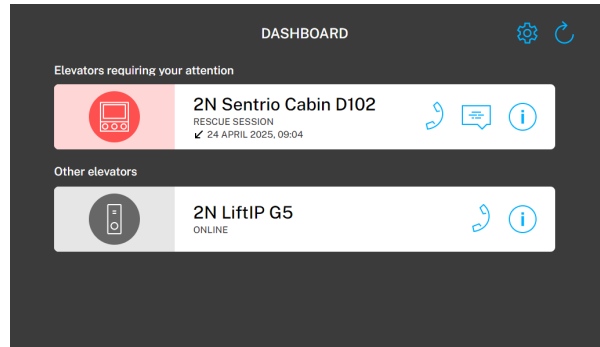 DASHBOARD
Elevators requiring your attention
2N Sentrio Cabin D102
RESCUE SESSION
24 APRIL 2025, 09:04
Other elevators
2N LiftIP G5
ONLINE